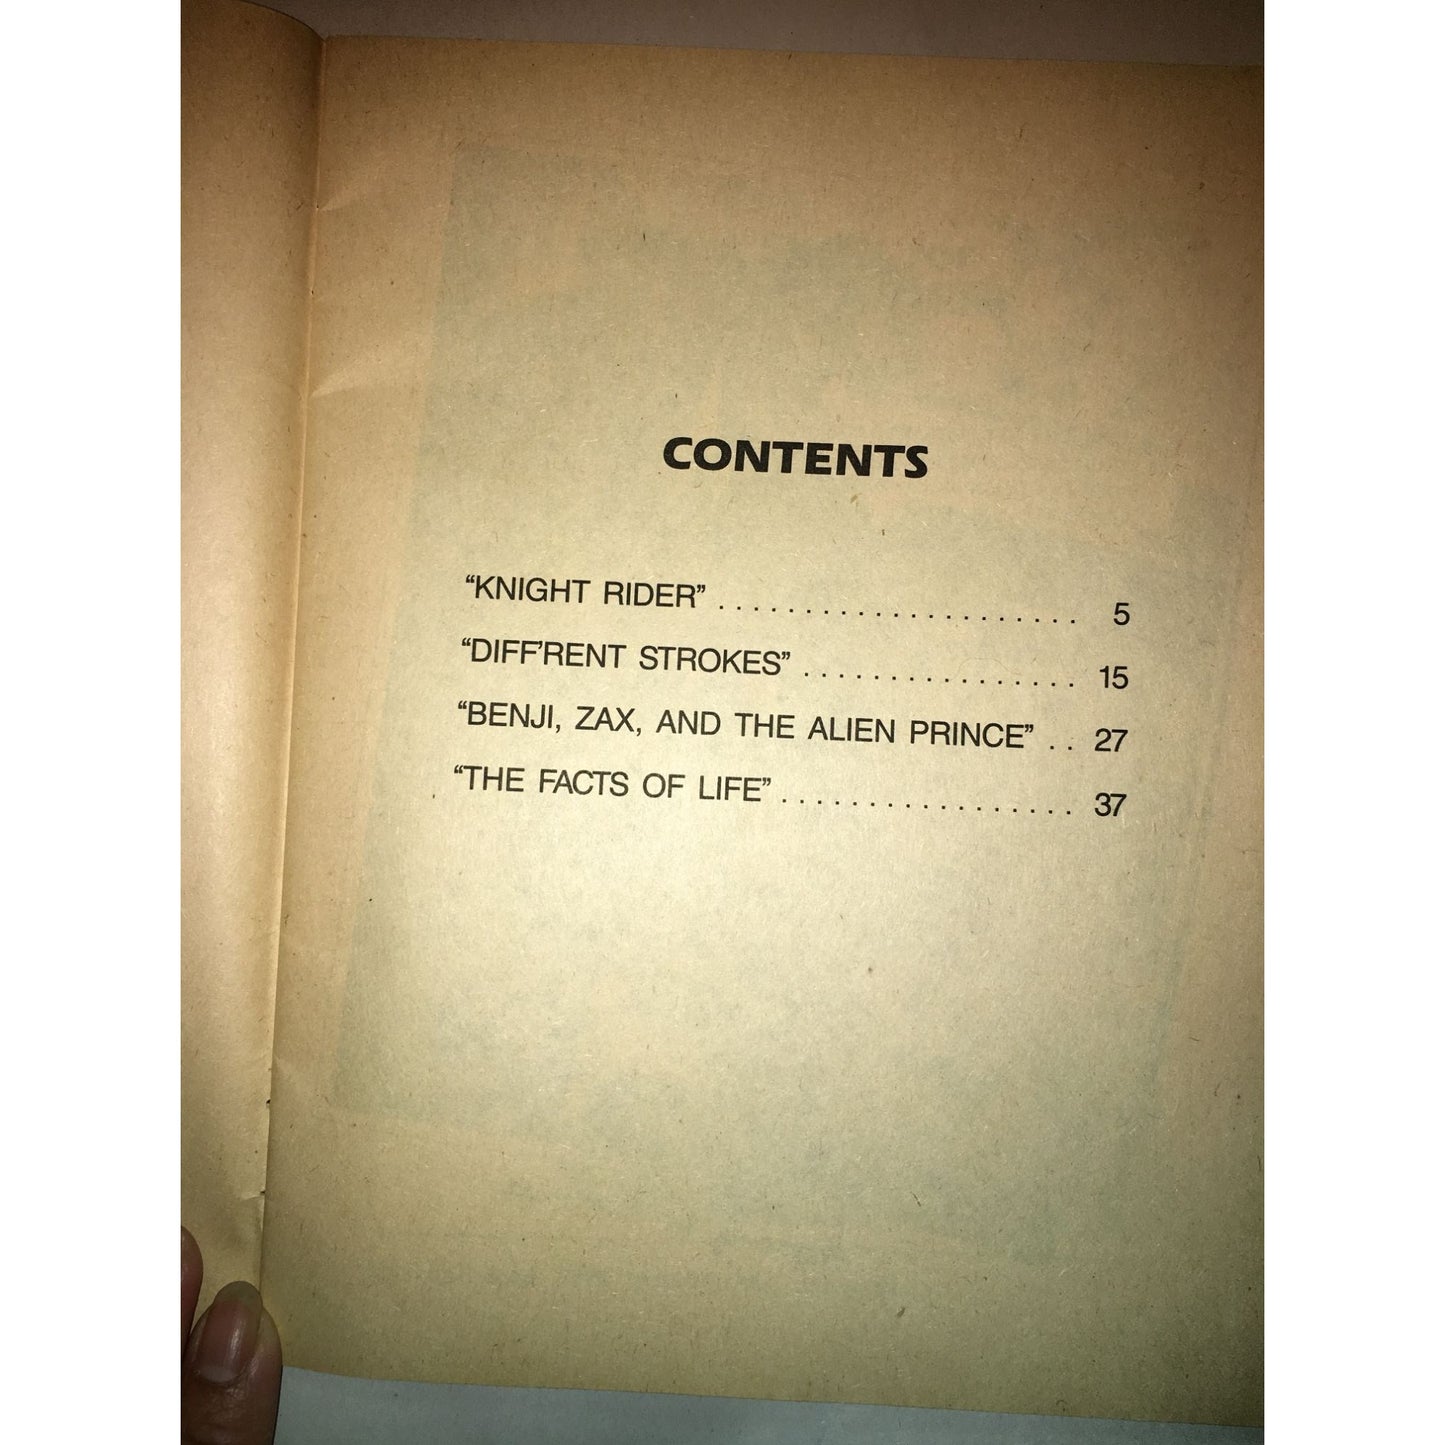 CONTENTS
“KNIGHT RIDER” . . . . . . . . . . . . . . . . . . . . . 5
“DIFF’RENT STROKES” . . . . . . . . . . . . . . . . 15
“BENJI, ZAX, AND THE ALIEN PRINCE” . . 27
“THE FACTS OF LIFE” . . . . . . . . . . . . . . . . . 37